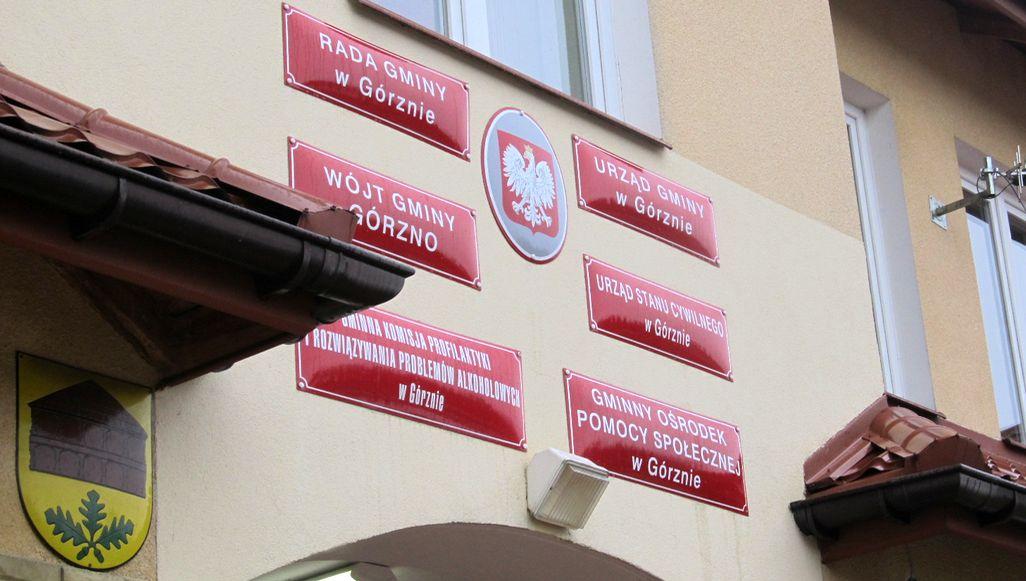 RADA GMINY
w Górznie
WÓJT GMINY
GÓRZNO
GMINNA KOMISJA PROFILAKTYKI
I ROZWIĄZYWANIA PROBLEMÓW ALKOHOLOWYCH
w Górznie
URZĄD GMINY
w Górznie
URZĄD STANU CYWILNEGO
w Górznie
GMINNY OŚRODEK
POMOCY SPOŁECZNEJ
w Górznie